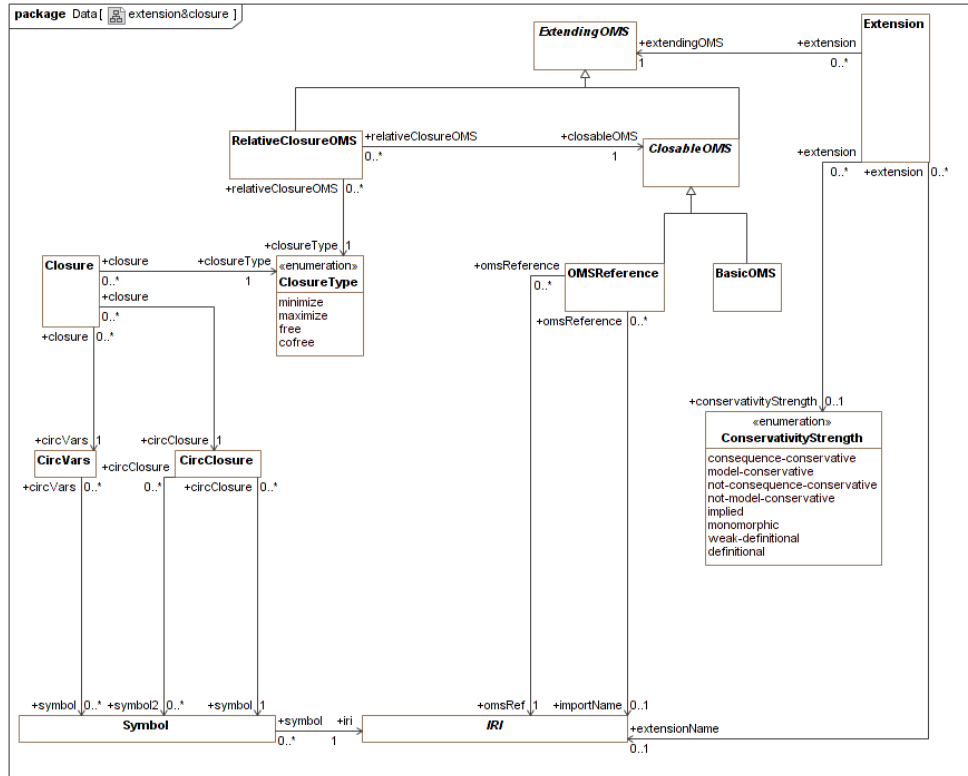 package Data[ extension&closure ]
ExtendingOMS
+extendingOMS
1
+extension
0..*
Extension
RelativeClosureOMS
+relativeClosureOMS
0..*
+closableOMS
1
ClosableOMS
+extension
0..*
+extension
0..*
+relativeClosureOMS
0..*
+closureType
1
Closure
+closure
0..*
+closureType
1
«enumeration»
ClosureType
minimize
maximize
free
cofree
+closure
0..*
+closure
0..*
+omsReference
0..*
OMSReference
BasicOMS
+omsReference
0..*
+conservativityStrength
0..1
«enumeration»
ConservativityStrength
consequence-conservative
model-conservative
not-consequence-conservative
not-model-conservative
implied
monomorphic
weak-definitional
definitional
+circVars
1
+circClosure
1
CircVars
+circClosure
0..*
CircClosure
+circVars
0..*
+circClosure
0..*
+symbol
0..*
+symbol2
0..*
+symbol
1
+omsRef
1
+importName
0..1
Symbol
+symbol
0..*
+iri
1
IRI
+extensionName
0..1